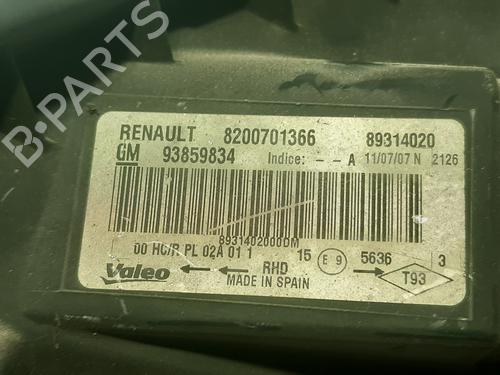 RENAULT 8200701366 89314020
GM 93859834 Indice: - - A 11/07/07 N 2126
8931402000DM
00 HC/R PL 02A 01 1 15 E 9 5636 3
Valeo RHD T93
MADE IN SPAIN
B-PARTS